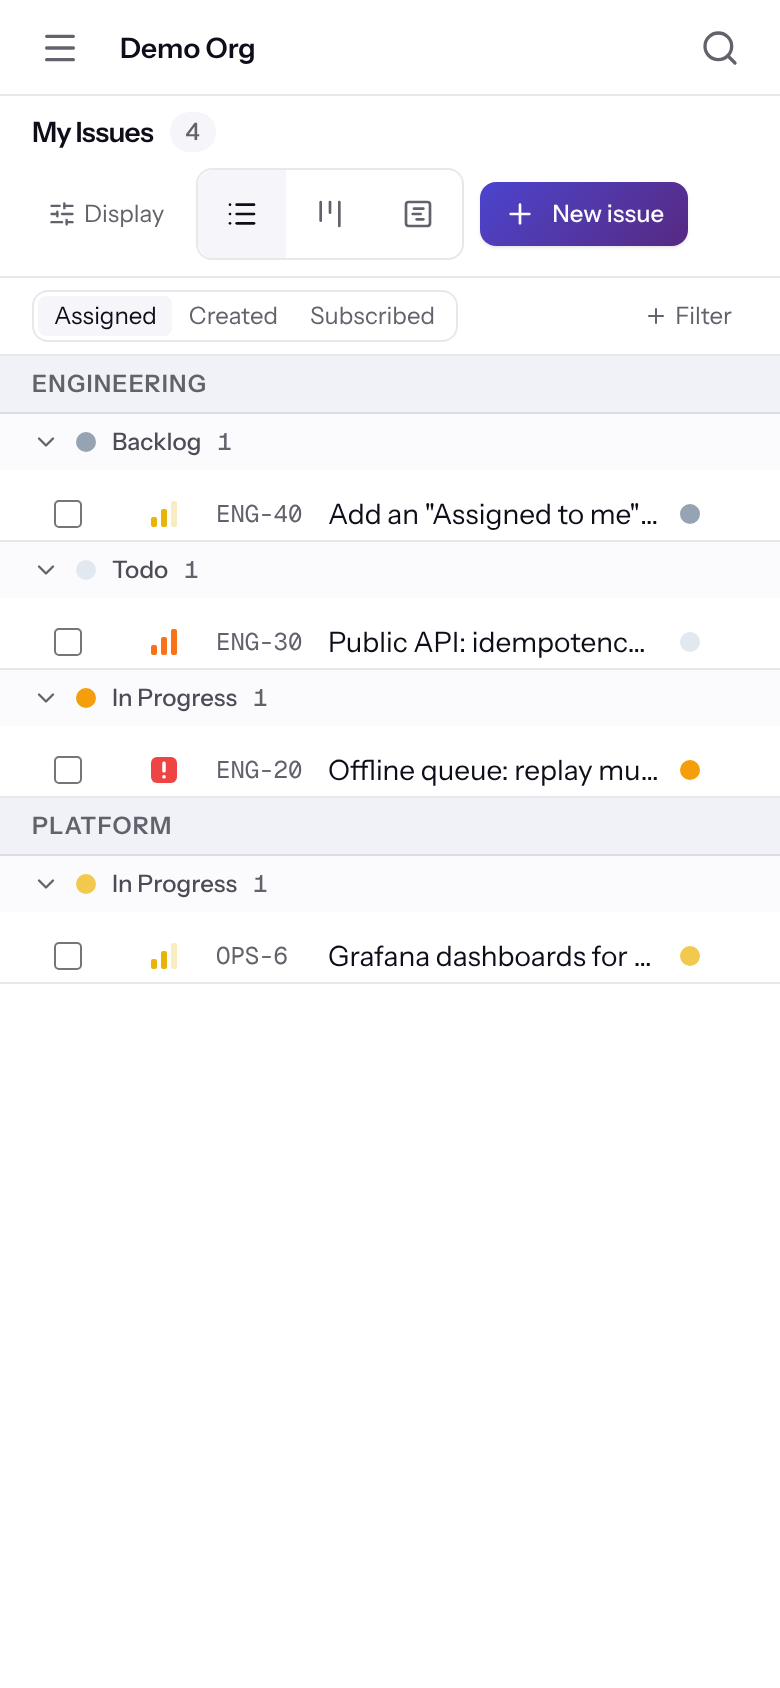 Demo Org
My Issues 4
Display
New issue
Assigned Created Subscribed
Filter
ENGINEERING
Backlog 1
ENG-40 Add an "Assigned to me"...
Todo 1
ENG-30 Public API: idempotenc...
In Progress 1
ENG-20 Offline queue: replay mu...
PLATFORM
In Progress 1
OPS-6 Grafana dashboards for ...